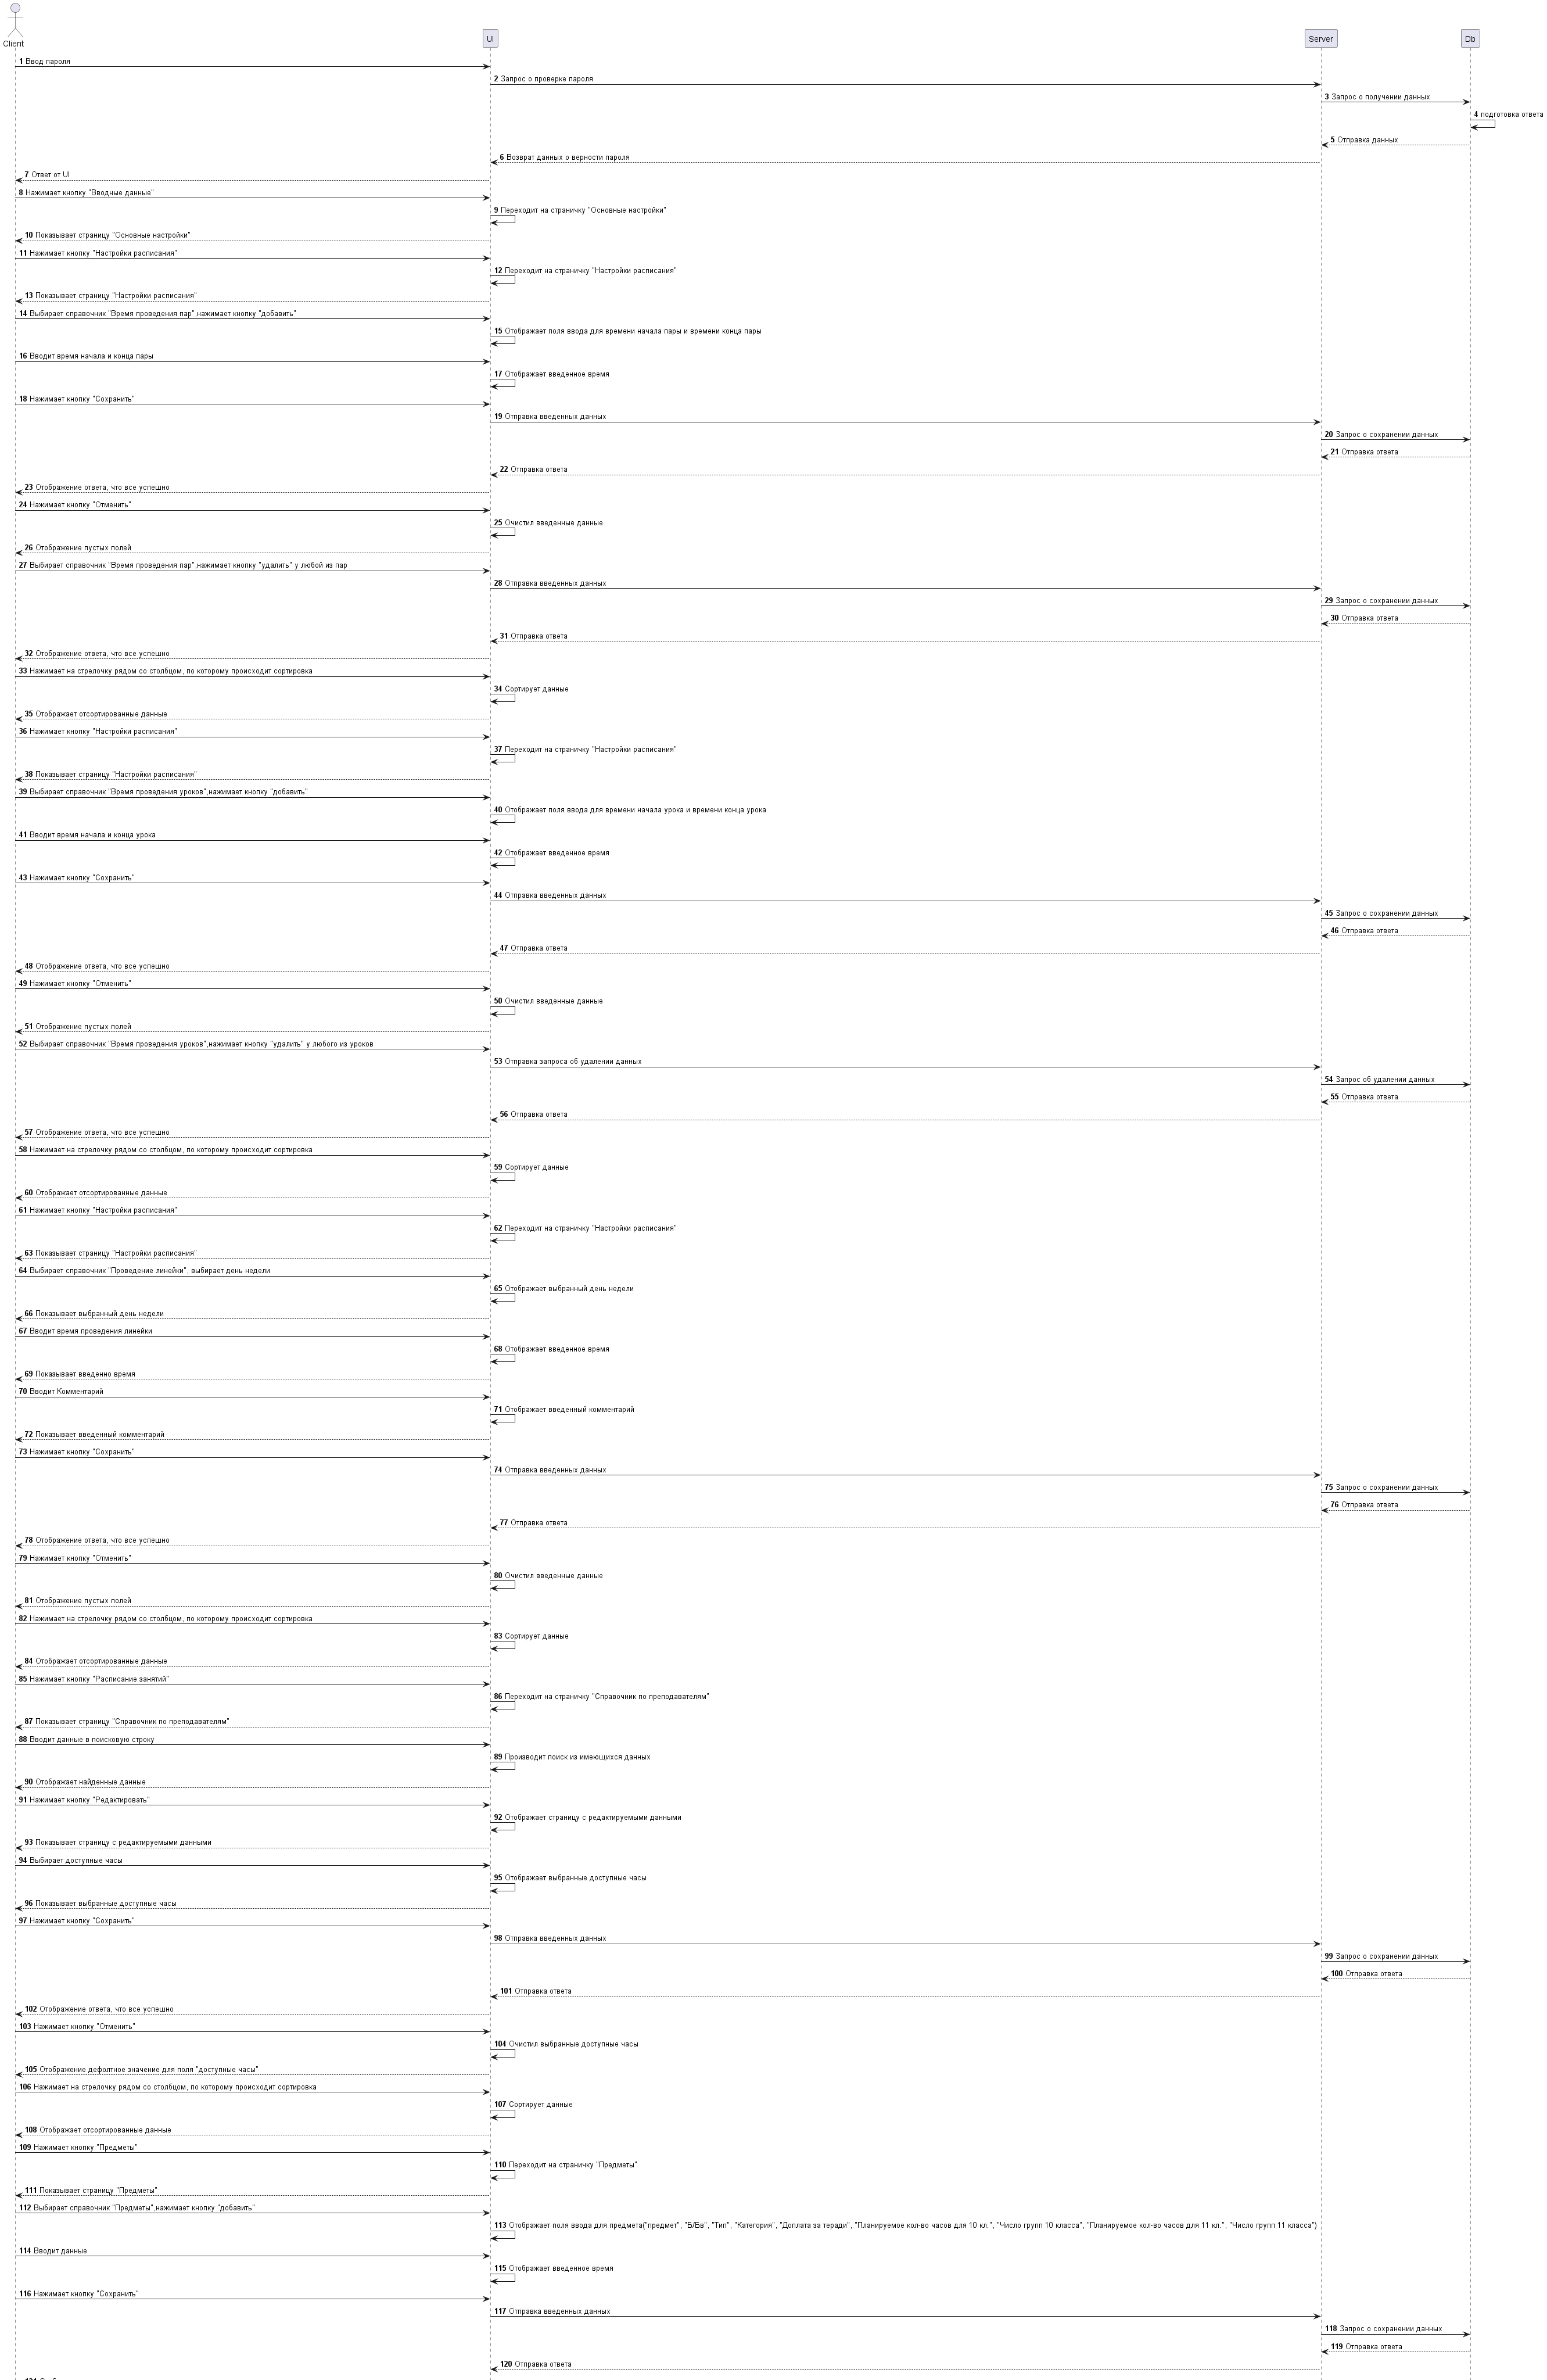 Client
UI
Server
Db
1 Ввод пароля
2 Запрос о проверке пароля
3 Запрос о получении данных
4 подготовка ответа
5 Отправка данных
6 Возврат данных о верности пароля
7 Ответ от UI
8 Нажимает кнопку "Вводные данные"
9 Переходит на страничку "Основные настройки"
10 Показывает страницу "Основные настройки"
11 Нажимает кнопку "Настройки расписания"
12 Переходит на страничку "Настройки расписания"
13 Показывает страницу "Настройки расписания"
14 Выбирает справочник "Время проведения пар",нажимает кнопку "добавить"
15 Отображает поля ввода для времени начала пары и времени конца пары
16 Вводит время начала и конца пары
17 Отображает введенное время
18 Нажимает кнопку "Сохранить"
19 Отправка введенных данных
20 Запрос о сохранении данных
21 Отправка ответа
22 Отправка ответа
23 Отображение ответа, что все успешно
24 Нажимает кнопку "Отменить"
25 Очистил введенные данные
26 Отображение пустых полей
27 Выбирает справочник "Время проведения пар",нажимает кнопку "удалить" у любой из пар
28 Отправка введенных данных
29 Запрос о сохранении данных
30 Отправка ответа
31 Отправка ответа
32 Отображение ответа, что все успешно
33 Нажимает на стрелочку рядом со столбцом, по которому происходит сортировка
34 Сортирует данные
35 Отображает отсортированные данные
36 Нажимает кнопку "Настройки расписания"
37 Переходит на страничку "Настройки расписания"
38 Показывает страницу "Настройки расписания"
39 Выбирает справочник "Время проведения уроков",нажимает кнопку "добавить"
40 Отображает поля ввода для времени начала урока и времени конца урока
41 Вводит время начала и конца урока
42 Отображает введенное время
43 Нажимает кнопку "Сохранить"
44 Отправка введенных данных
45 Запрос о сохранении данных
46 Отправка ответа
47 Отправка ответа
48 Отображение ответа, что все успешно
49 Нажимает кнопку "Отменить"
50 Очистил введенные данные
51 Отображение пустых полей
52 Выбирает справочник "Время проведения уроков",нажимает кнопку "удалить" у любого из уроков
53 Отправка запроса об удалении данных
54 Запрос об удалении данных
55 Отправка ответа
56 Отправка ответа
57 Отображение ответа, что все успешно
58 Нажимает на стрелочку рядом со столбцом, по которому происходит сортировка
59 Сортирует данные
60 Отображает отсортированные данные
61 Нажимает кнопку "Настройки расписания"
62 Переходит на страничку "Настройки расписания"
63 Показывает страницу "Настройки расписания"
64 Выбирает справочник "Проведение линейки", выбирает день недели
65 Отображает выбранный день недели
66 Показывает выбранный день недели
67 Вводит время проведения линейки
68 Отображает введенное время
69 Показывает введенно время
70 Вводит Комментарий
71 Отображает введенный комментарий
72 Показывает введенный комментарий
73 Нажимает кнопку "Сохранить"
74 Отправка введенных данных
75 Запрос о сохранении данных
76 Отправка ответа
77 Отправка ответа
78 Отображение ответа, что все успешно
79 Нажимает кнопку "Отменить"
80 Очистил введенные данные
81 Отображение пустых полей
82 Нажимает на стрелочку рядом со столбцом, по которому происходит сортировка
83 Сортирует данные
84 Отображает отсортированные данные
85 Нажимает кнопку "Расписание занятий"
86 Переходит на страничку "Справочник по преподавателям"
87 Показывает страницу "Справочник по преподавателям"
88 Вводит данные в поисковую строку
89 Производит поиск из имеющихся данных
90 Отображает найденные данные
91 Нажимает кнопку "Редактировать"
92 Отображает страницу с редактируемыми данными
93 Показывает страницу с редактируемыми данными
94 Выбирает доступные часы
95 Отображает выбранные доступные часы
96 Показывает выбранные доступные часы
97 Нажимает кнопку "Сохранить"
98 Отправка введенных данных
99 Запрос о сохранении данных
100 Отправка ответа
101 Отправка ответа
102 Отображение ответа, что все успешно
103 Нажимает кнопку "Отменить"
104 Очистил выбранные доступные часы
105 Отображение дефолтное значение для поля "доступные часы"
106 Нажимает на стрелочку рядом со столбцом, по которому происходит сортировка
107 Сортирует данные
108 Отображает отсортированные данные
109 Нажимает кнопку "Предметы"
110 Переходит на страничку "Предметы"
111 Показывает страницу "Предметы"
112 Выбирает справочник "Предметы",нажимает кнопку "добавить"
113 Отображает поля ввода для предмета("предмет", "Б/Бв", "Тип", "Категория", "Доплата за теради", "Планируемое кол-во часов для 10 кл.", "Число групп 10 класса", "Планируемое кол-во часов для 11 кл.", "Число групп 11 класса")
114 Вводит данные
115 Отображает введенное время
116 Нажимает кнопку "Сохранить"
117 Отправка введенных данных
118 Запрос о сохранении данных
119 Отправка ответа
120 Отправка ответа